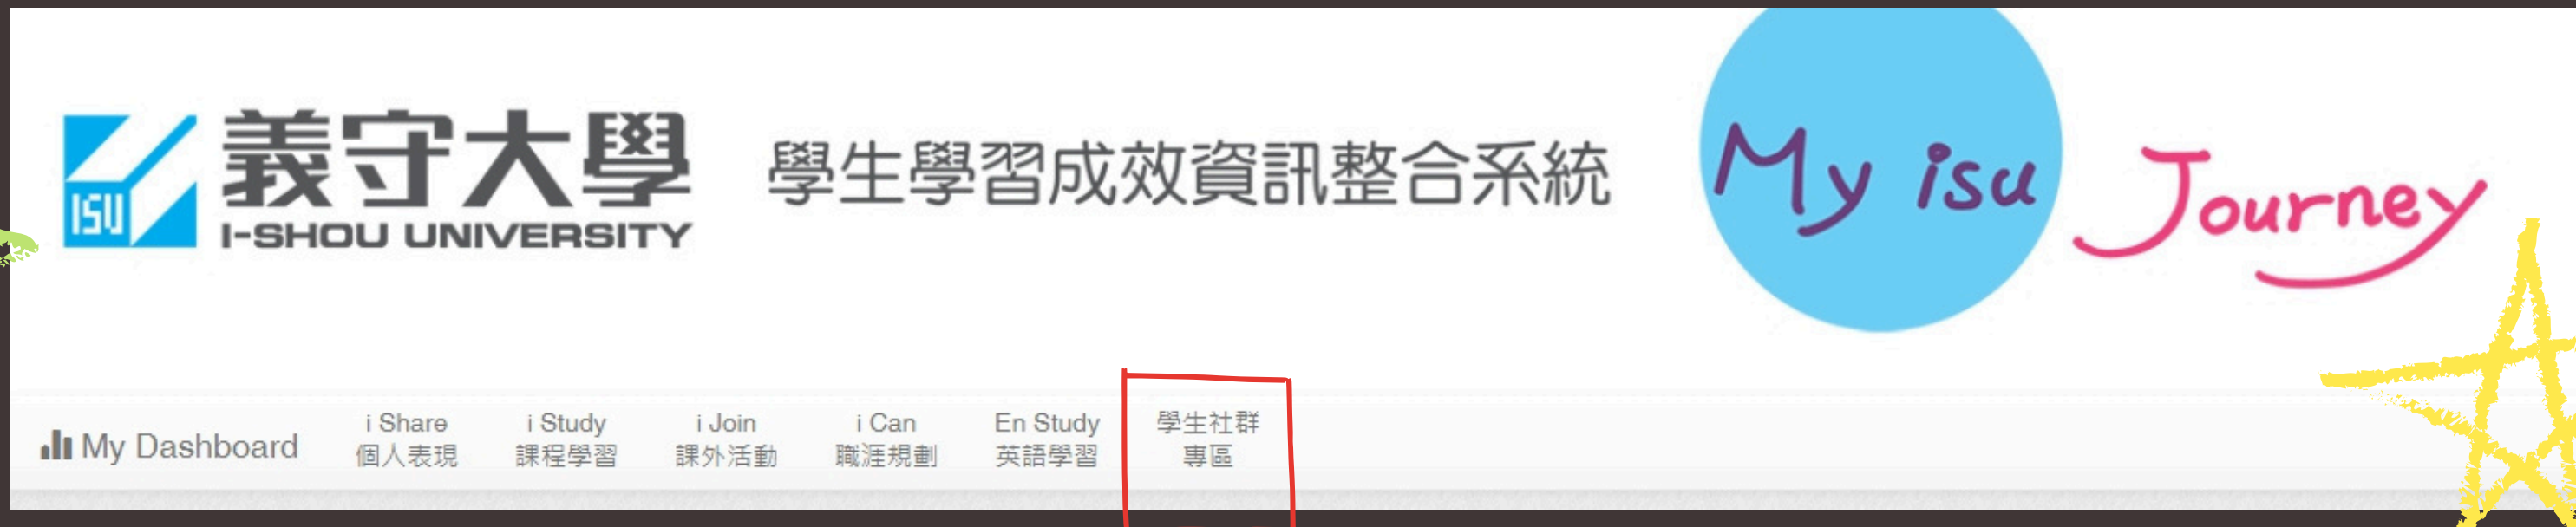 ISU
義守大學
I-SHOU UNIVERSITY
學生學習成效資訊整合系統
My isu
Journey
My Dashboard
i Share
個人表現
i Study
課程學習
i Join
課外活動
i Can
職涯規劃
En Study
英語學習
學生社群
專區